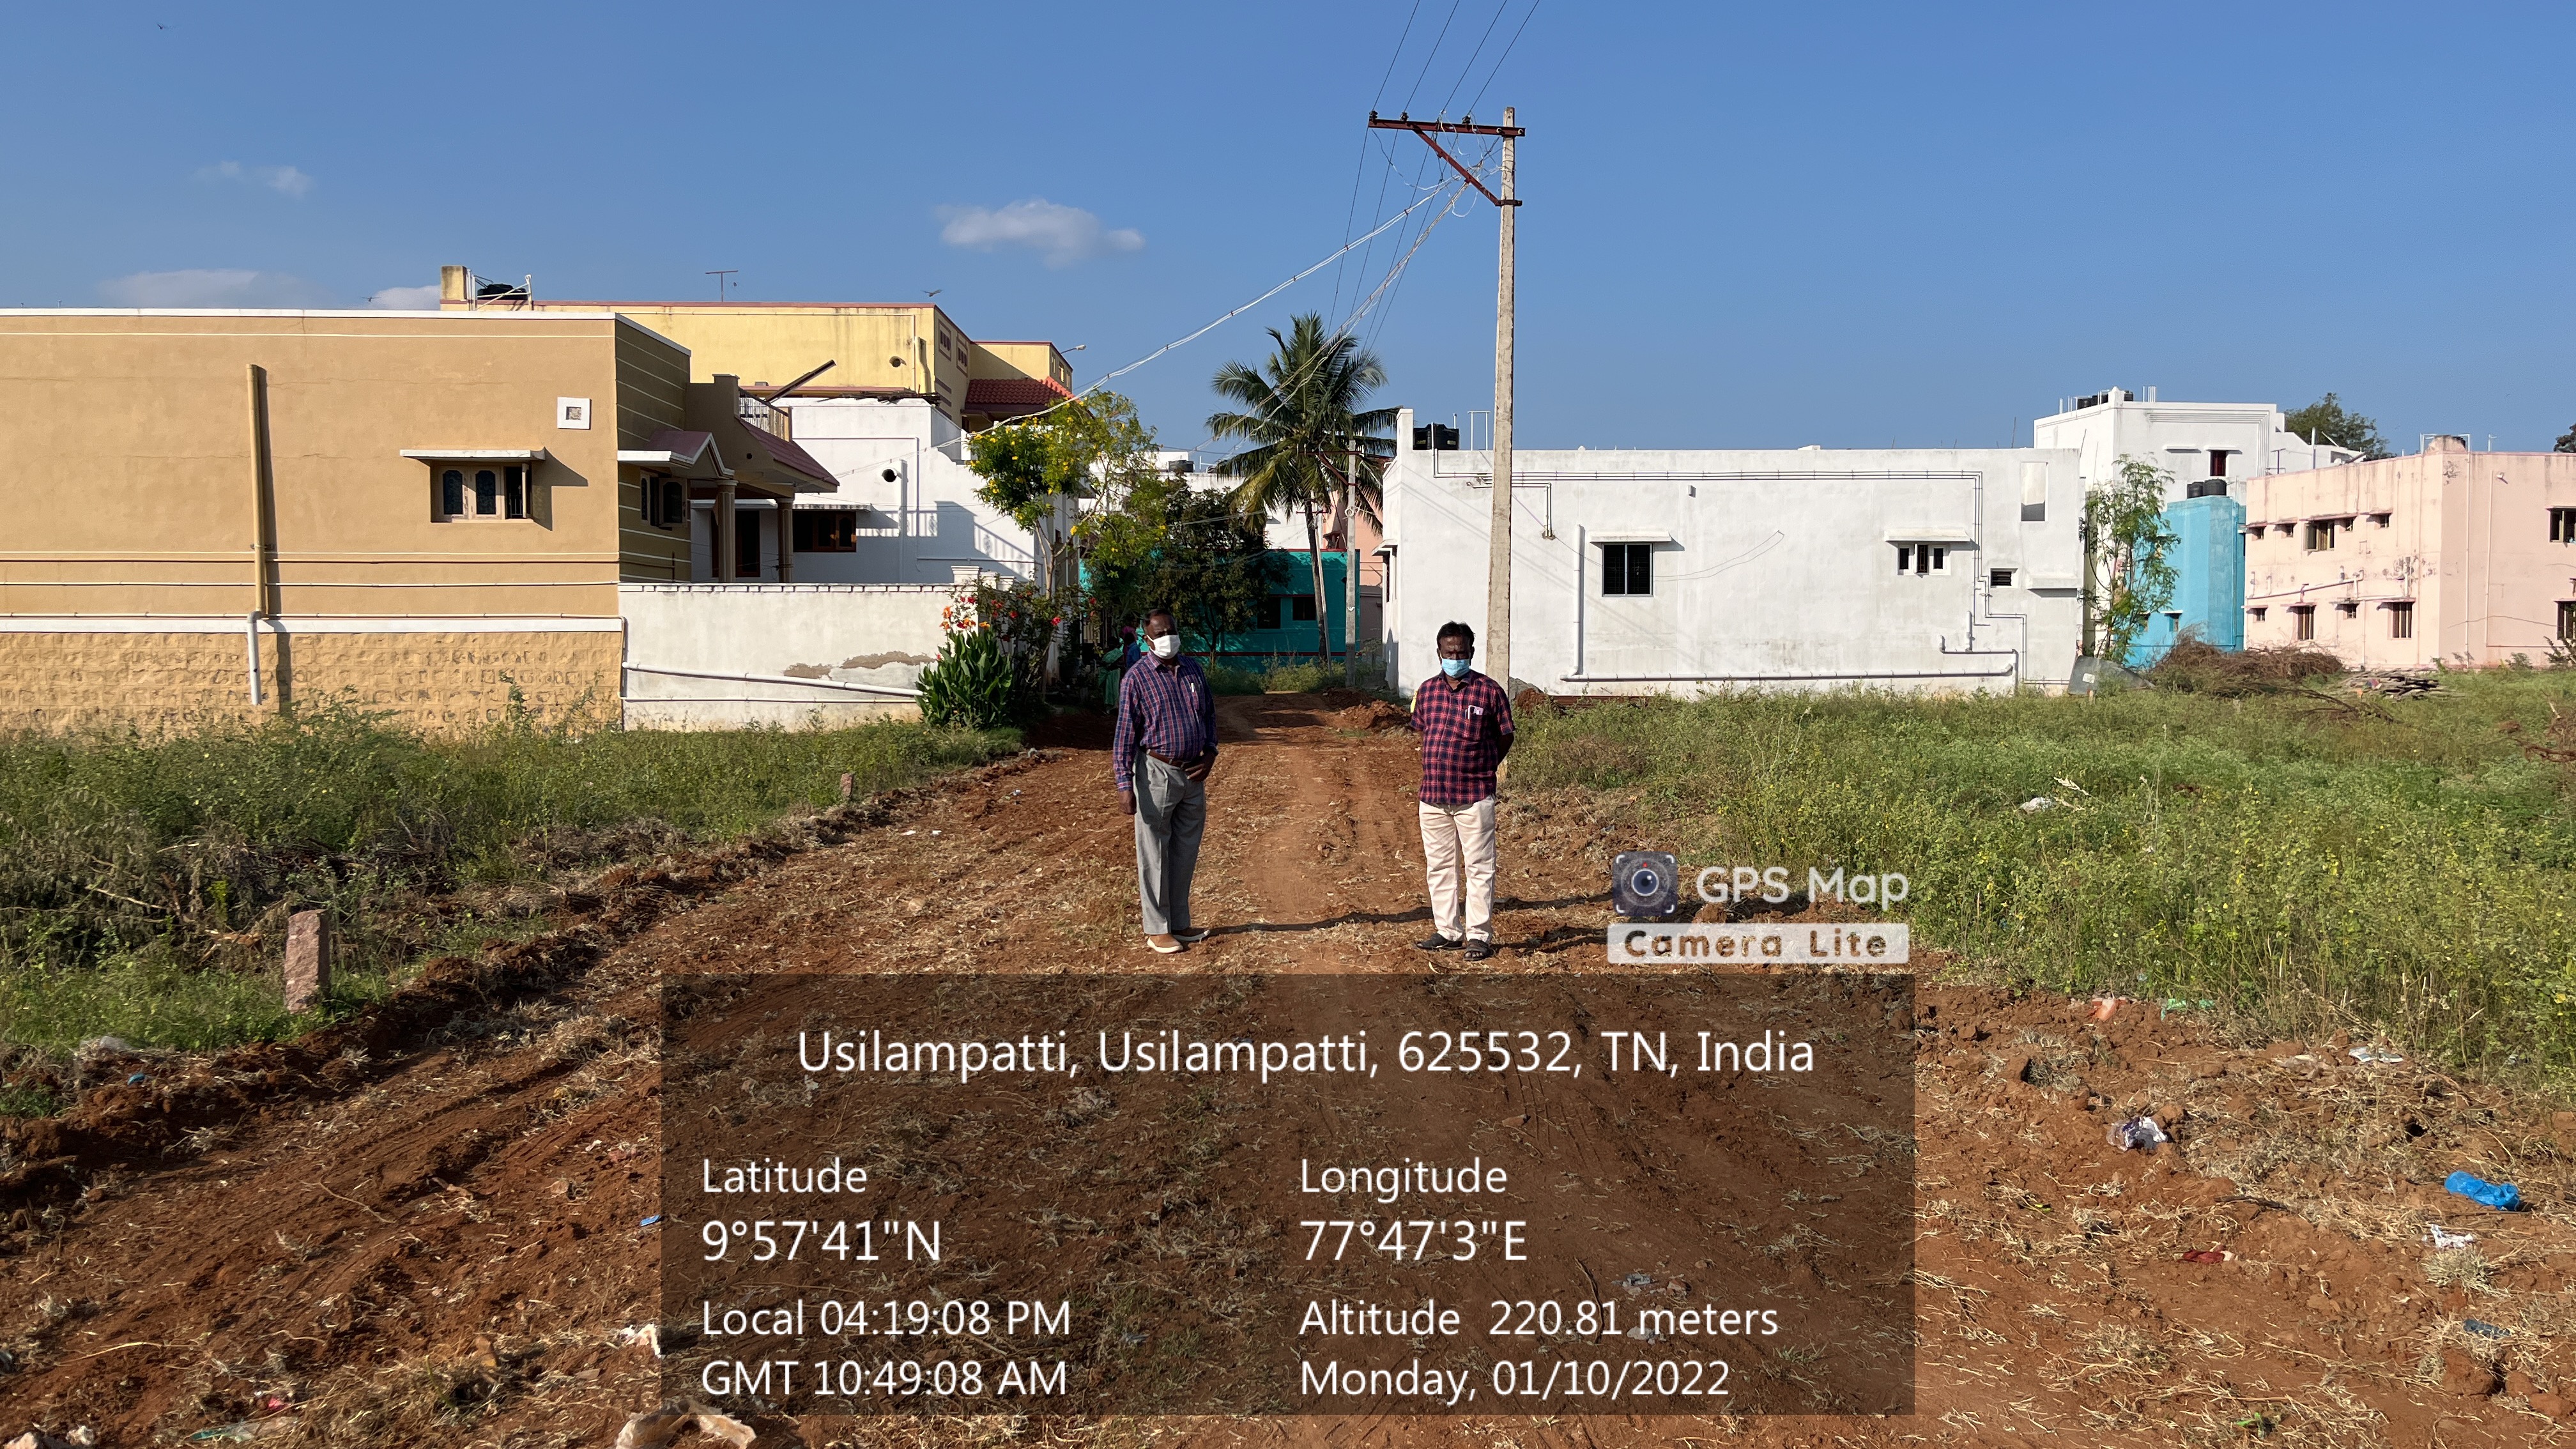 GPS Map
Camera Lite
Usilampatti, Usilampatti, 625532, TN, India
Latitude
9°57'41"N
Longitude
77°47'3"E
Local 04:19:08 PM
GMT 10:49:08 AM
Altitude 220.81 meters
Monday, 01/10/2022